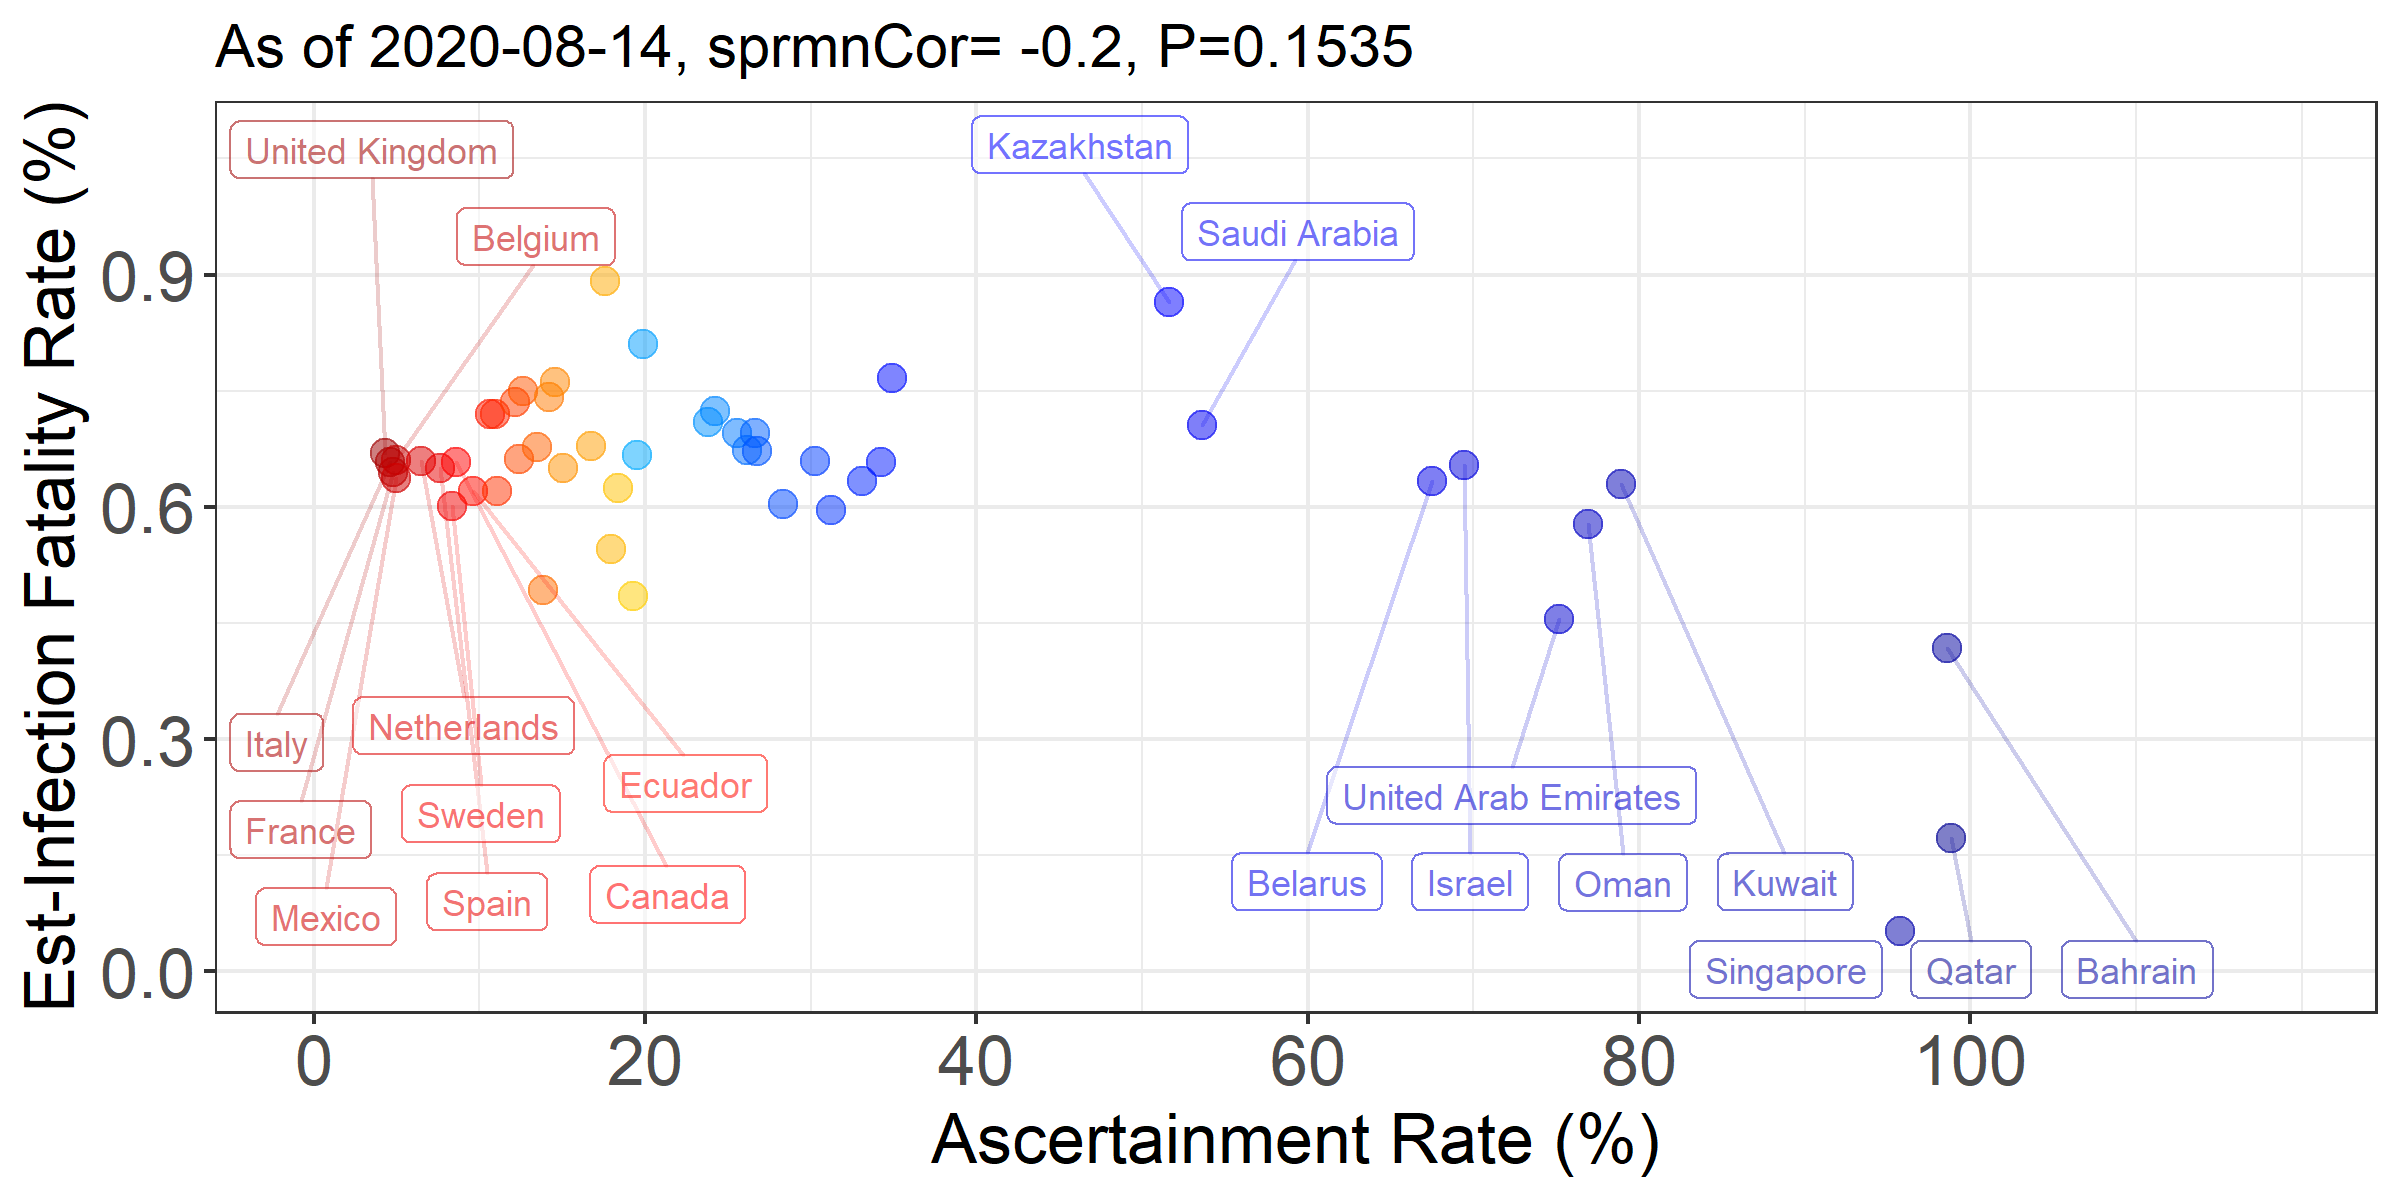 As of 2020-08-14, sprmnCor= -0.2, P=0.1535
Est-Infection Fatality Rate (%)
0.9
0.6
0.3
0.0
United Kingdom
Belgium
Kazakhstan
Saudi Arabia
Italy
Netherlands
Ecuador
France
Sweden
United Arab Emirates
Mexico
Spain
Canada
Belarus
Israel
Oman
Kuwait
Singapore
Qatar
Bahrain
0
20
40
60
80
100
Ascertainment Rate (%)